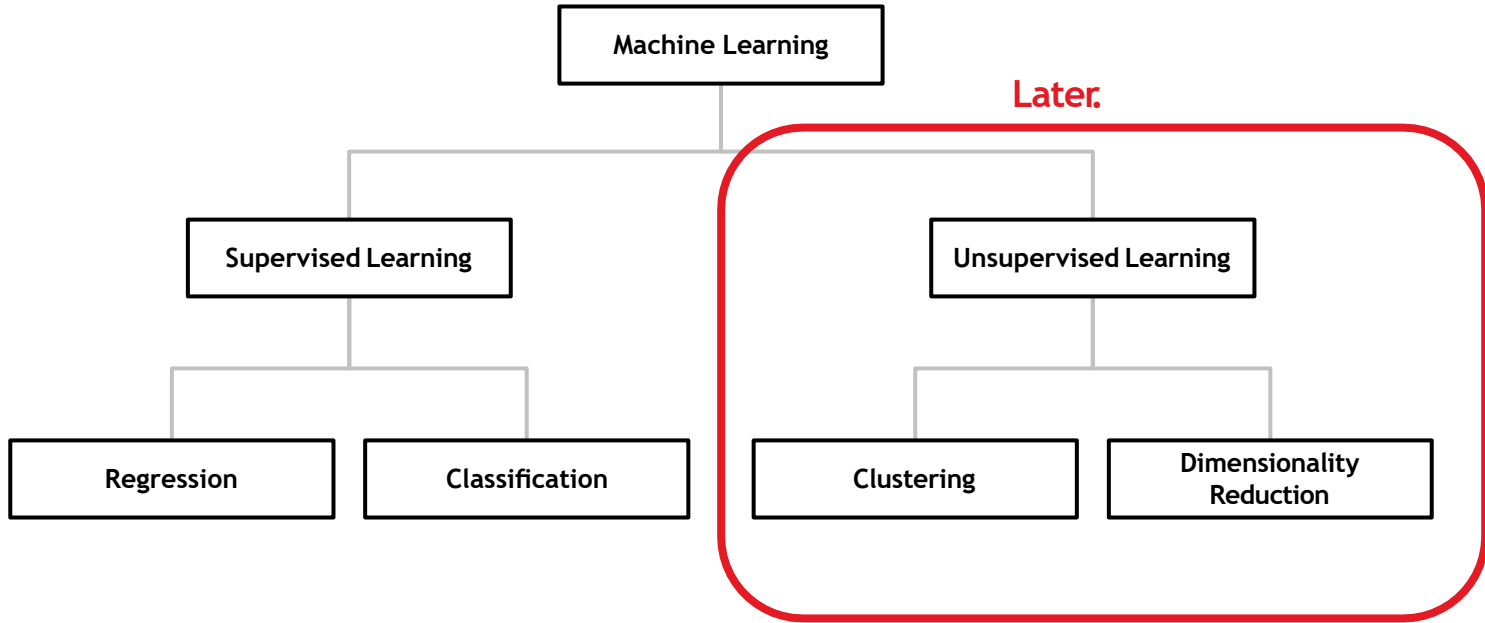 Machine Learning
Later.
Supervised Learning
Unsupervised Learning
Regression
Classification
Clustering
Dimensionality
Reduction